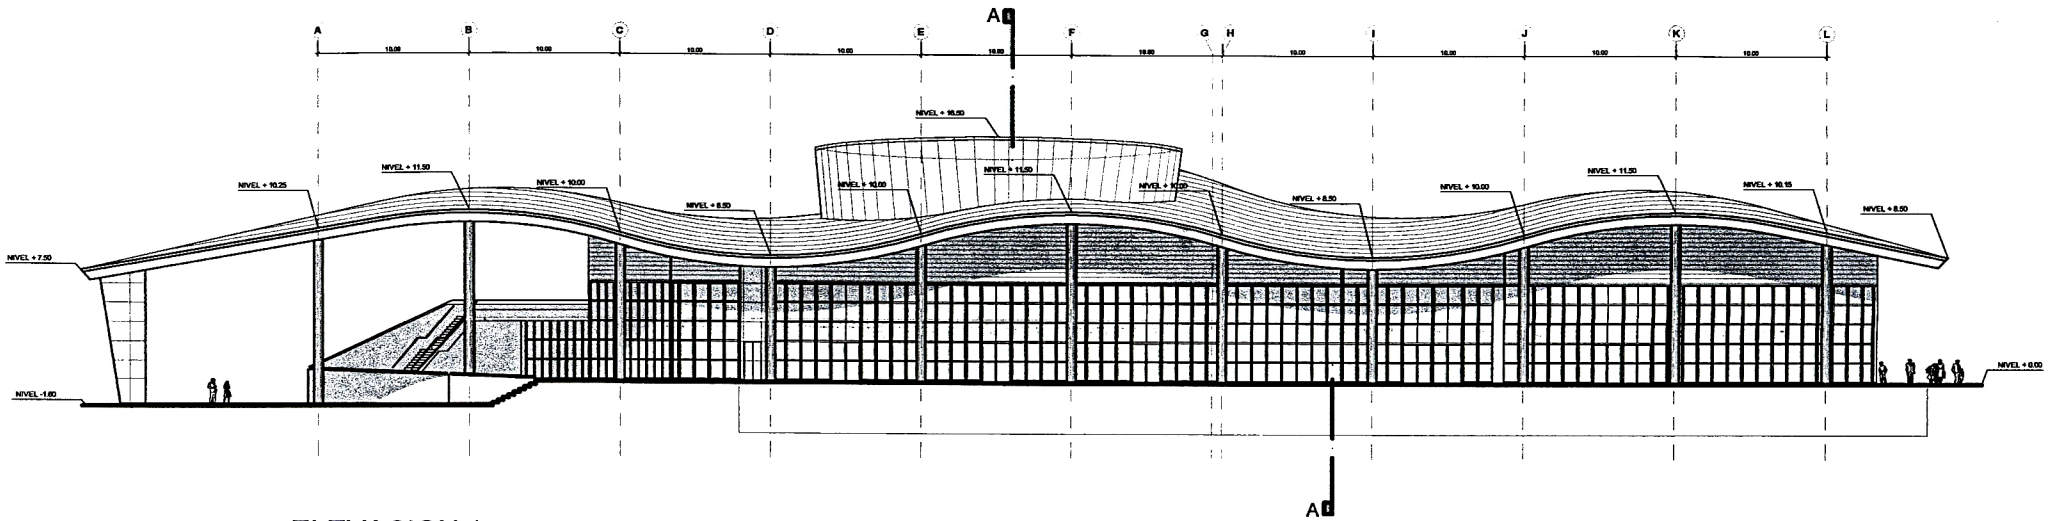 A
A B C D E F G H I J K L
10.00 10.00 10.00 10.00 10.00 10.00 10.00 10.00 10.00 10.00
NIVEL + 16.50
NIVEL + 11.50
NIVEL + 11.50
NIVEL + 11.50
NIVEL + 10.25
NIVEL + 10.00
NIVEL + 10.00
NIVEL + 10.00
NIVEL + 10.00
NIVEL + 10.15
NIVEL + 8.50
NIVEL + 8.50
NIVEL + 8.50
NIVEL + 7.50
NIVEL + 0.00
NIVEL -1.60
A